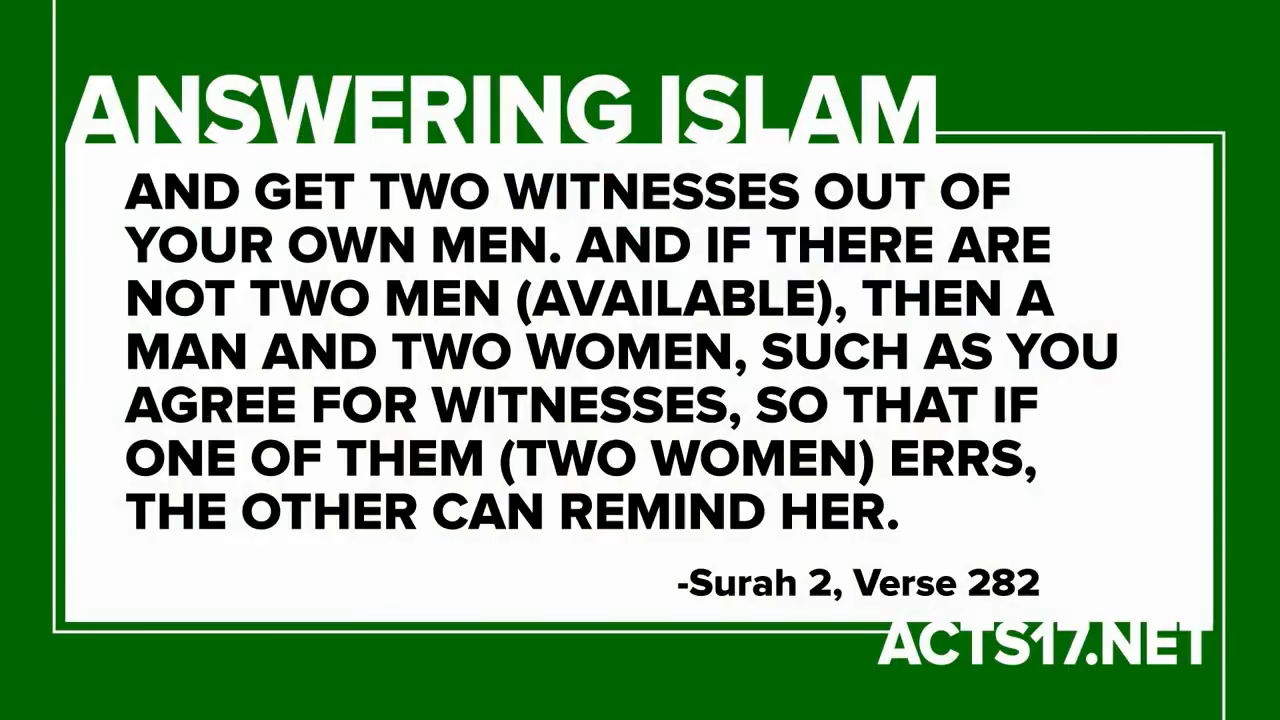 ANSWERING ISLAM
AND GET TWO WITNESSES OUT OF
YOUR OWN MEN. AND IF THERE ARE
NOT TWO MEN (AVAILABLE), THEN A
MAN AND TWO WOMEN, SUCH AS YOU
AGREE FOR WITNESSES, SO THAT IF
ONE OF THEM (TWO WOMEN) ERRS,
THE OTHER CAN REMIND HER.
-Surah 2, Verse 282
ACTS17.NET